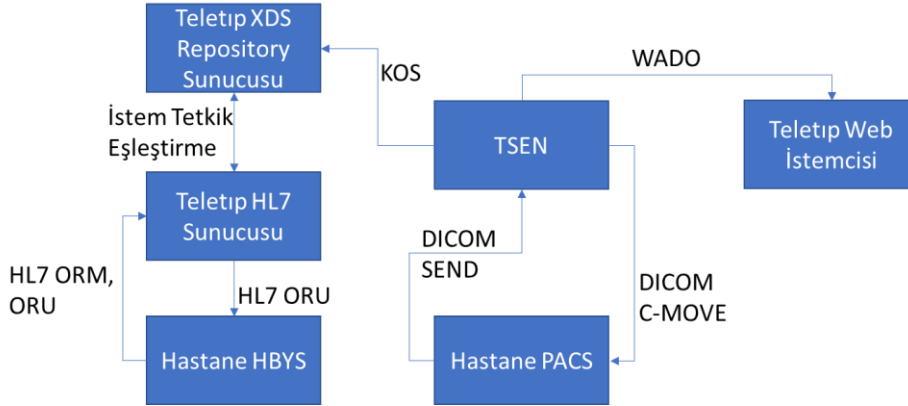 Teletıp XDS
Repository
Sunucusu
KOS
WADO
İstem Tetkik
Eşleştirme
TSEN
Teletıp Web
İstemcisi
Teletıp HL7
Sunucusu
DICOM
SEND
HL7 ORM,
ORU
HL7 ORU
DICOM
C-MOVE
Hastane HBYS
Hastane PACS